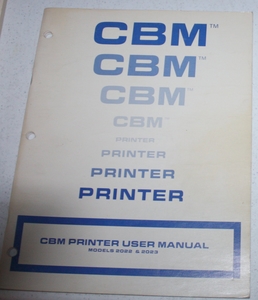 CBM™
CBM™
CBM™
CBM™
PRINTER
PRINTER
PRINTER
PRINTER
CBM PRINTER USER MANUAL
MODELS 2022 & 2023